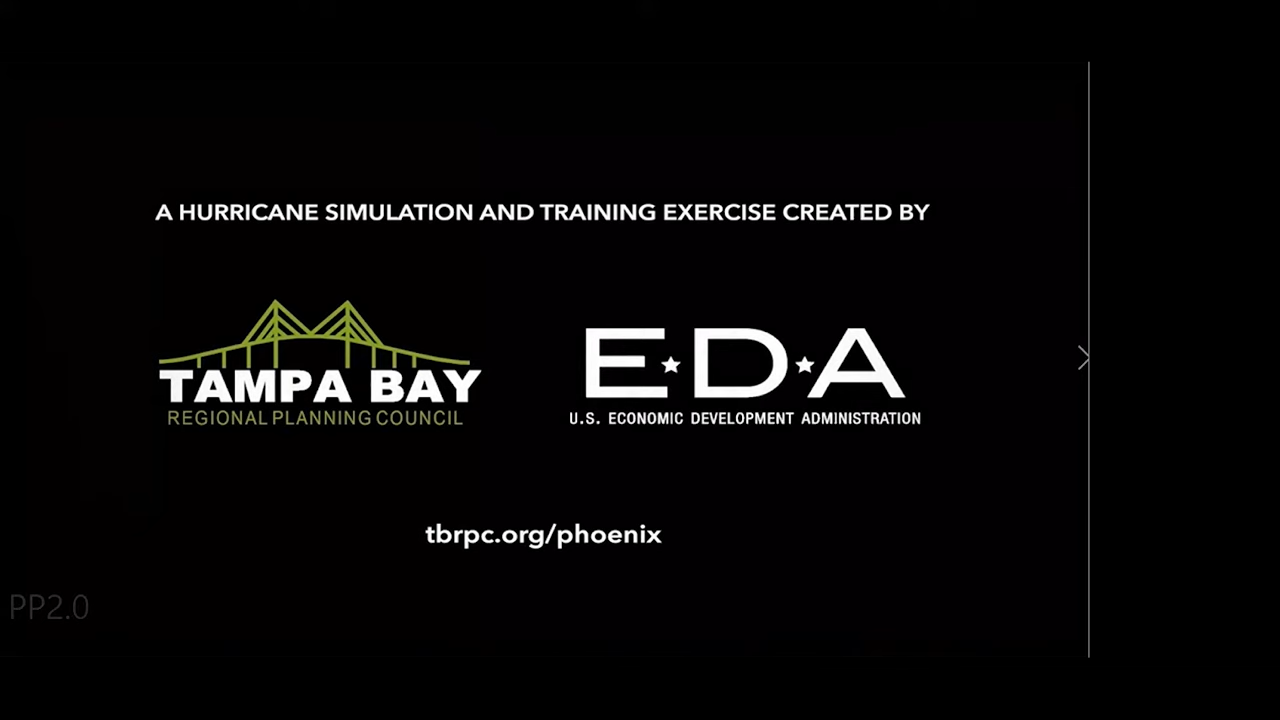 A HURRICANE SIMULATION AND TRAINING EXERCISE CREATED BY
TAMPA BAY
REGIONAL PLANNING COUNCIL
E★D★A
U.S. ECONOMIC DEVELOPMENT ADMINISTRATION
tbrpc.org/phoenix
PP2.0